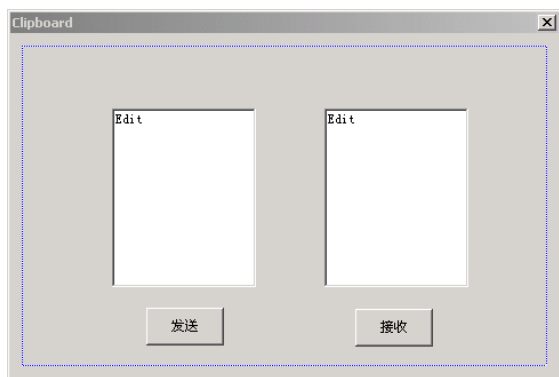 Clipboard
Edit
Edit
发送
接收